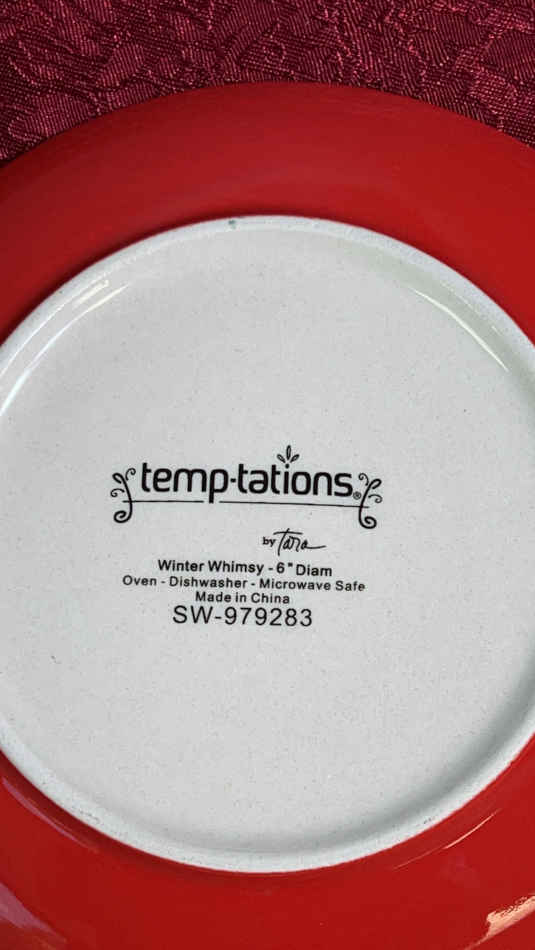 temp-tations®
by Tara
Winter Whimsy - 6" Diam
Oven - Dishwasher - Microwave Safe
Made in China
SW-979283